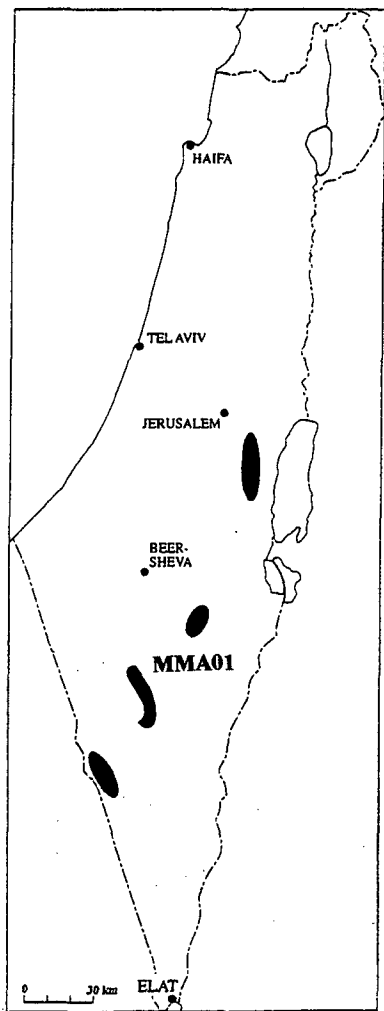 HAIFA
TEL AVIV
JERUSALEM
BEER-
SHEVA
MMA01
0 30 km
ELAT